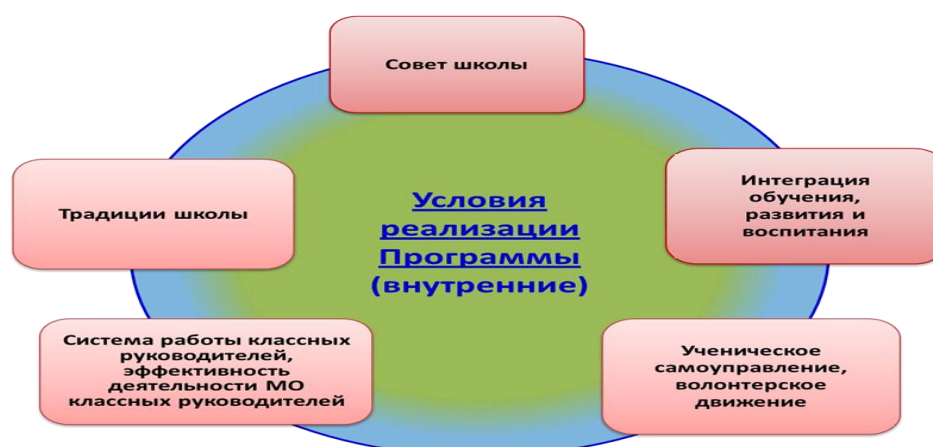 Совет школы
Традиции школы
Интеграция
обучения,
развития и
воспитания
Условия
реализации
Программы
(внутренние)
Система работы классных
руководителей,
эффективность
деятельности МО
классных руководителей
Ученическое
самоуправление,
волонтерское
движение